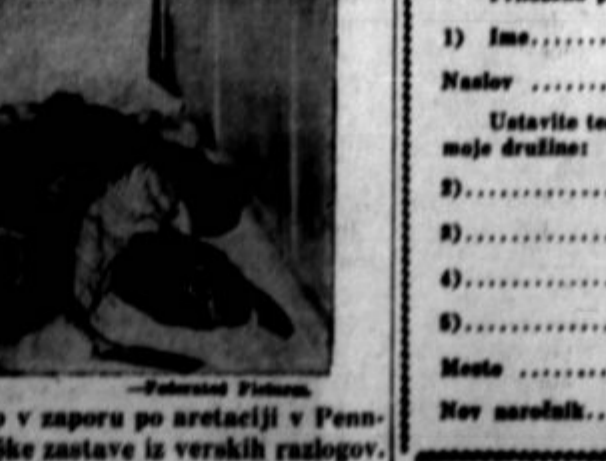 —Federated Pictures.
v zaporu po aretaciji v Penn-
ške zastave iz verskih razlogov.
1) Ime........
Naslov ........
Ustavite te
moje družine:
2)............
3)............
4)............
5)............
Mesto ........
Nov naročnik..